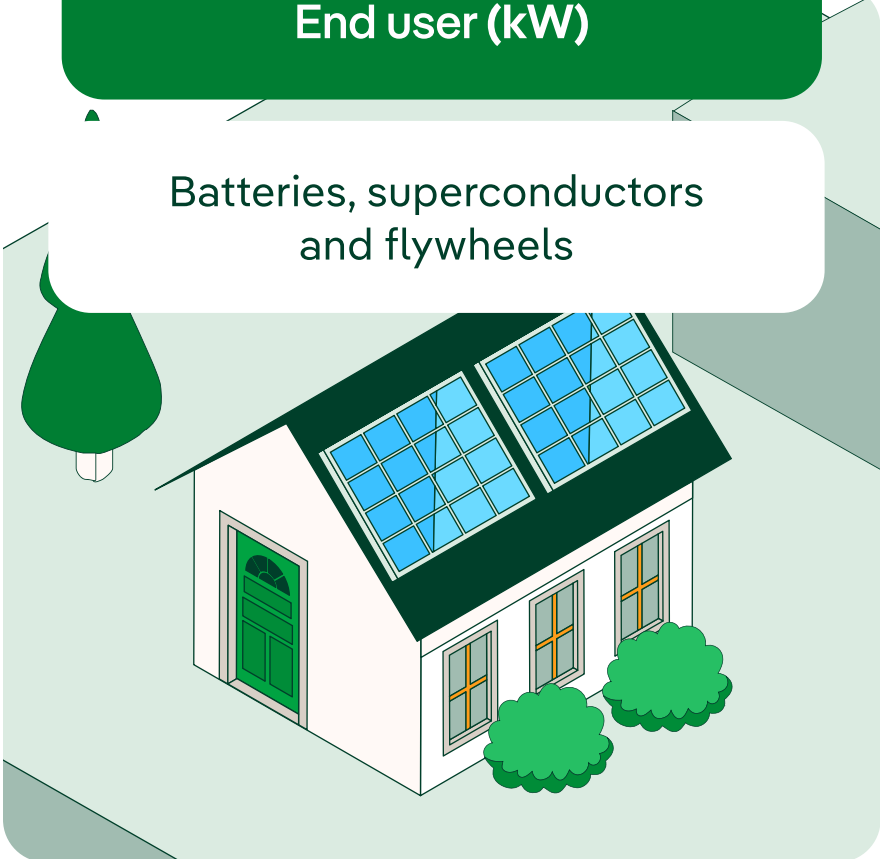 End user (kW)
Batteries, superconductors
and flywheels